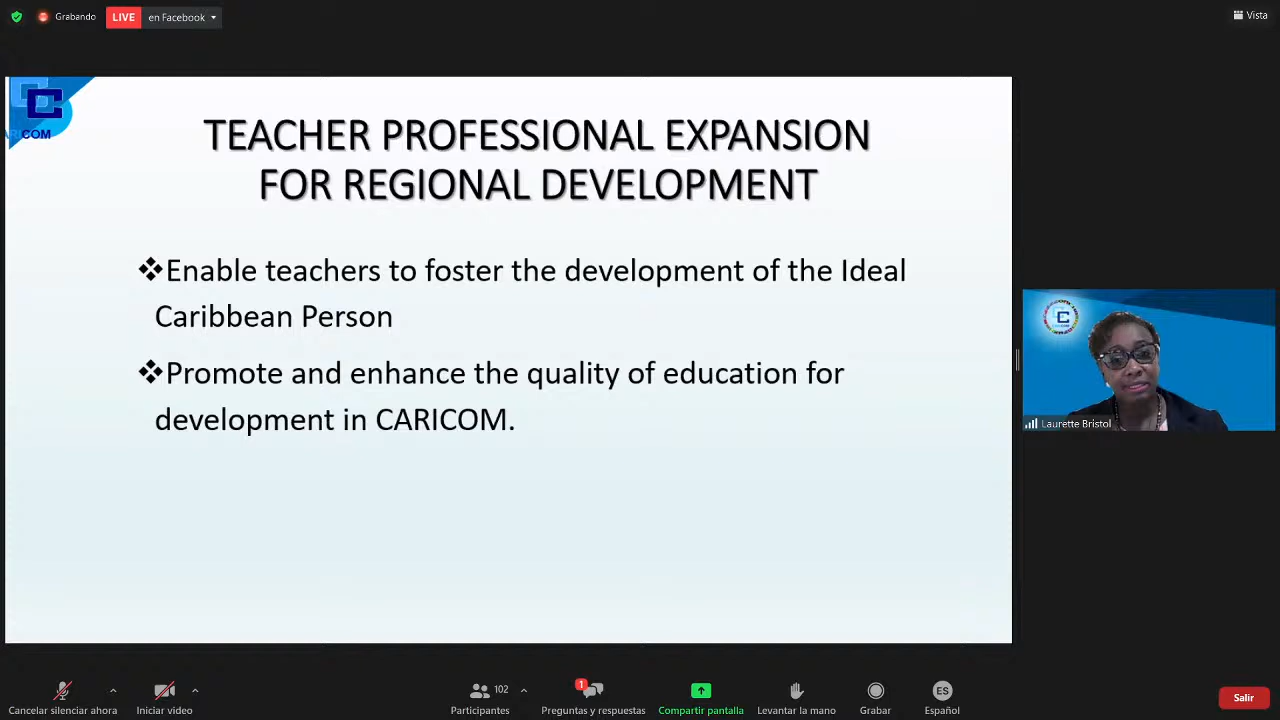 Grabando
LIVE
en Facebook
Vista
COM
TEACHER PROFESSIONAL EXPANSION
FOR REGIONAL DEVELOPMENT
❖Enable teachers to foster the development of the Ideal
Caribbean Person
❖Promote and enhance the quality of education for
development in CARICOM.
Laurette Bristol
Cancelar silenciar ahora
Iniciar video
102
Participantes
1
Preguntas y respuestas
Compartir pantalla
Levantar la mano
Grabar
ES
Español
Salir